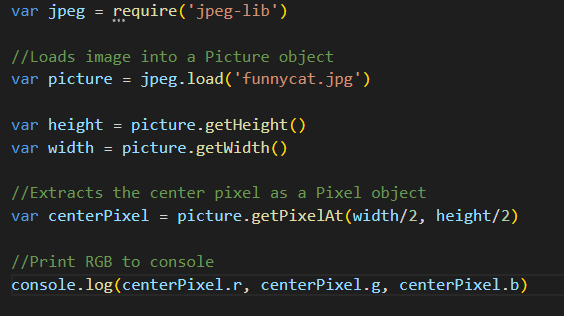 var jpeg = require('jpeg-lib')
//Loads image into a Picture object
var picture = jpeg.load('funnycat.jpg')
var height = picture.getHeight()
var width = picture.getWidth()
//Extracts the center pixel as a Pixel object
var centerPixel = picture.getPixelAt(width/2, height/2)
//Print RGB to console
console.log(centerPixel.r, centerPixel.g, centerPixel.b)